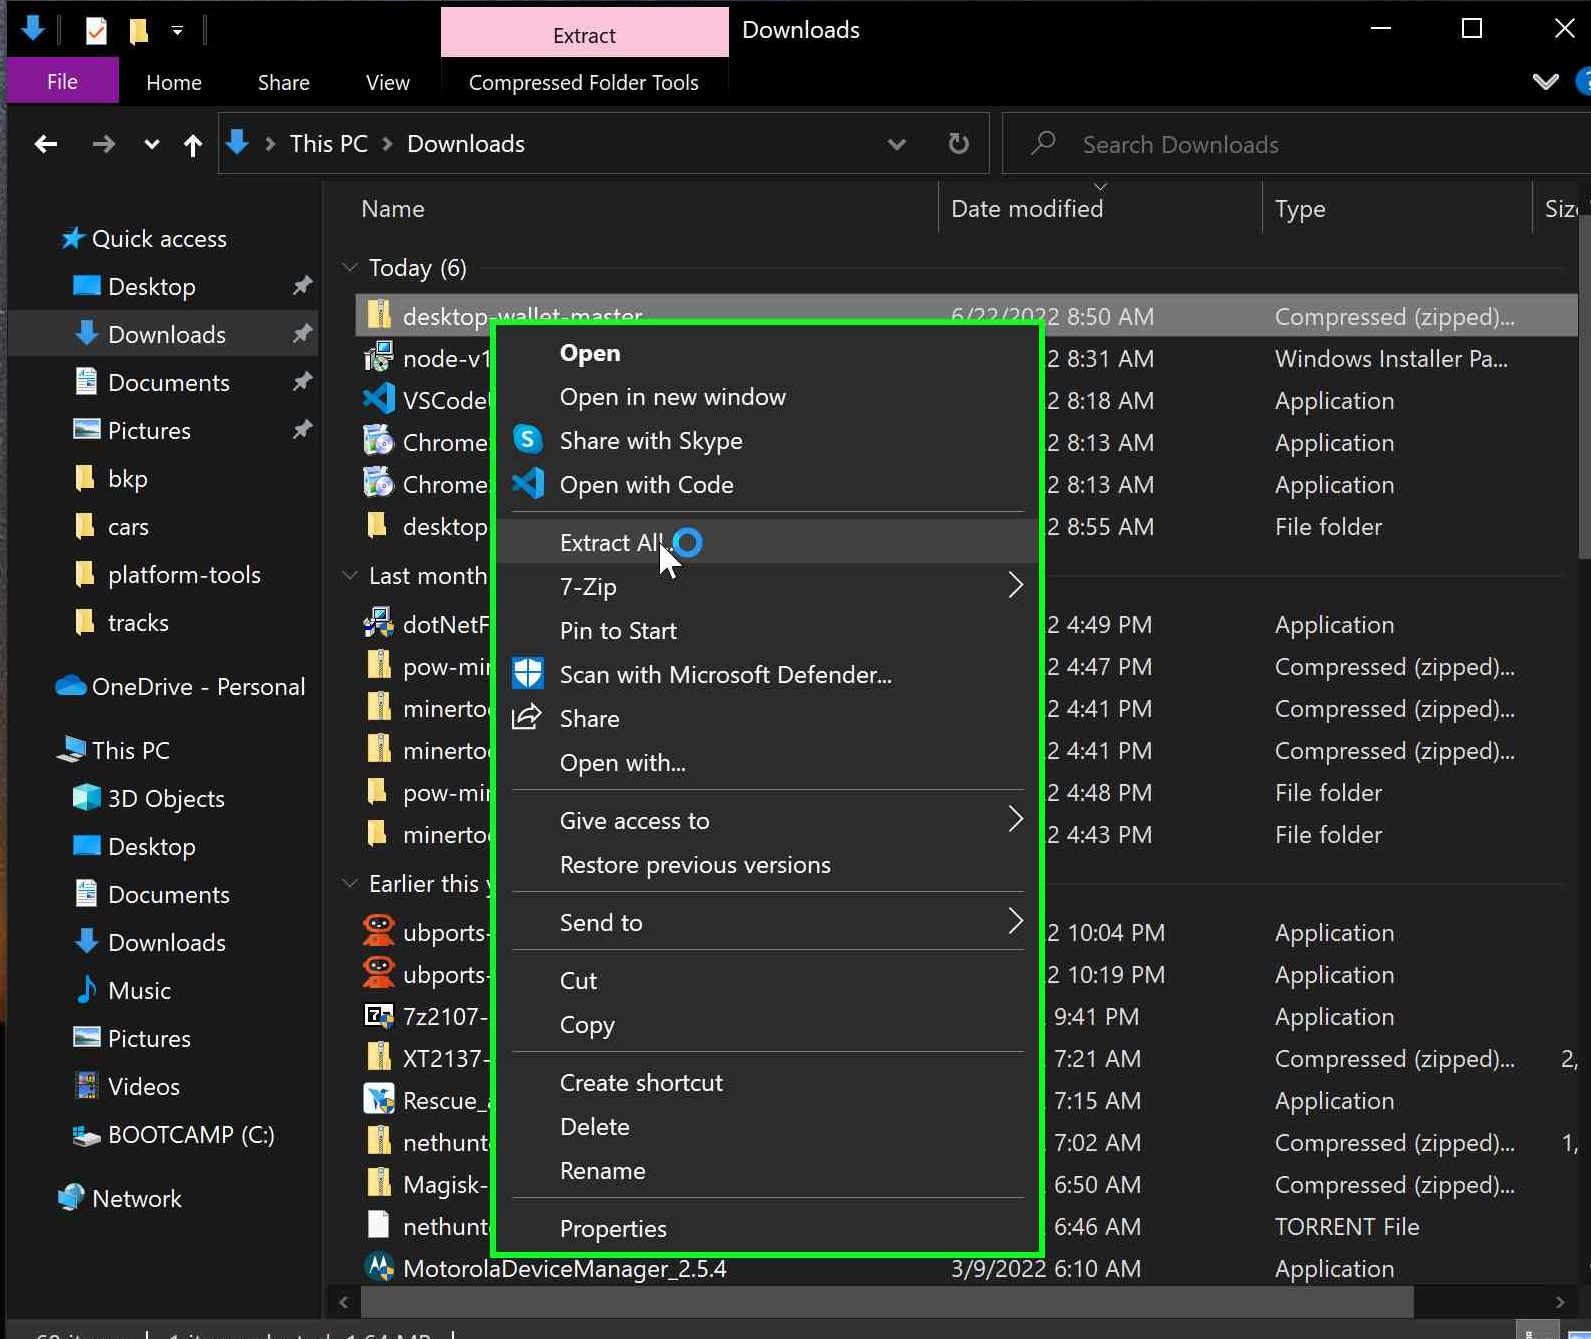 Extract
Downloads
File
Home
Share
View
Compressed Folder Tools
This PC
Downloads
Search Downloads
Name
Date modified
Type
Quick access
Desktop
Downloads
Documents
Pictures
bkp
cars
platform-tools
tracks
OneDrive - Personal
This PC
3D Objects
Desktop
Documents
Downloads
Music
Pictures
Videos
BOOTCAMP (C:)
Network
Today (6)
desktop-wallet-master 6/22/2022 8:50 AM Compressed (zipped)...
node-v1 2 8:31 AM Windows Installer Pa...
VSCode 2 8:18 AM Application
Chrome 2 8:13 AM Application
Chrome 2 8:13 AM Application
desktop 2 8:55 AM File folder
Last month
dotNetF 2 4:49 PM Application
pow-min 2 4:47 PM Compressed (zipped)...
minerto 2 4:41 PM Compressed (zipped)...
minerto 2 4:41 PM Compressed (zipped)...
pow-min 2 4:48 PM File folder
minerto 2 4:43 PM File folder
Earlier this
ubports- 2 10:04 PM Application
ubports- 2 10:19 PM Application
7z2107- 9:41 PM Application
XT2137- 7:21 AM Compressed (zipped)... 2,
Rescue_ 7:15 AM Application
nethunt 7:02 AM Compressed (zipped)... 1,
Magisk- 6:50 AM Compressed (zipped)...
nethunt 6:46 AM TORRENT File
MotorolaDeviceManager_2.5.4 3/9/2022 6:10 AM Application
Open
Open in new window
Share with Skype
Open with Code
Extract All
7-Zip
Pin to Start
Scan with Microsoft Defender...
Share
Open with...
Give access to
Restore previous versions
Send to
Cut
Copy
Create shortcut
Delete
Rename
Properties